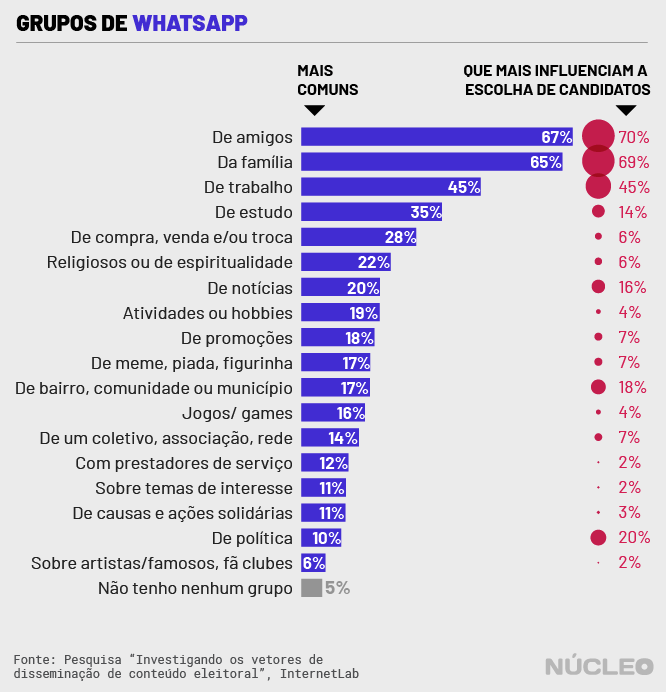 GRUPOS DE WHATSAPP
MAIS
COMUNS
QUE MAIS INFLUENCIAM A
ESCOLHA DE CANDIDATOS
De amigos 67% 70%
Da família 65% 69%
De trabalho 45% 45%
De estudo 35% 14%
De compra, venda e/ou troca 28% 6%
Religiosos ou de espiritualidade 22% 6%
De notícias 20% 16%
Atividades ou hobbies 19% 4%
De promoções 18% 7%
De meme, piada, figurinha 17% 7%
De bairro, comunidade ou município 17% 18%
Jogos/ games 16% 4%
De um coletivo, associação, rede 14% 7%
Com prestadores de serviço 12% 2%
Sobre temas de interesse 11% 2%
De causas e ações solidárias 11% 3%
De política 10% 20%
Sobre artistas/famosos, fã clubes 6% 2%
Não tenho nenhum grupo 5%
Fonte: Pesquisa “Investigando os vetores de
disseminação de conteúdo eleitoral”, InternetLab
NÚCLEO